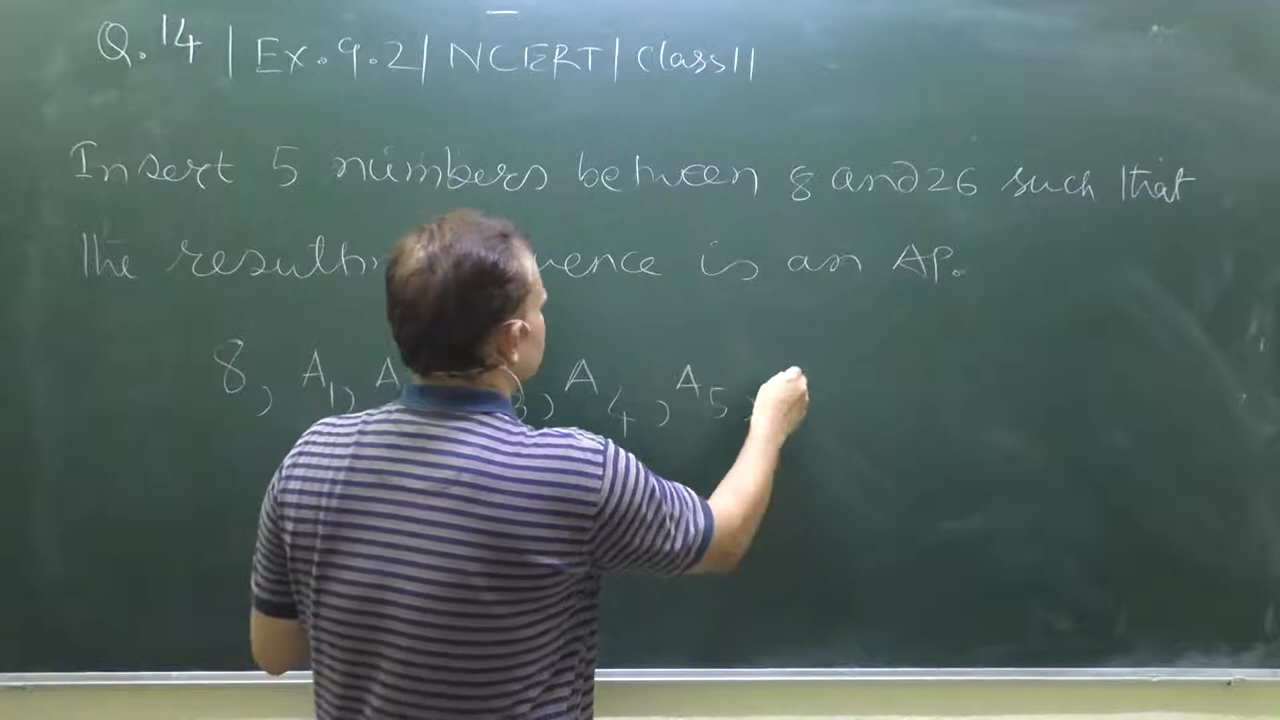 Q.14 | Ex.9.2 | NCERT | Class 11
Insert 5 numbers between 8 and 26 such that
the is an AP.
8, A1, A A4, A5,